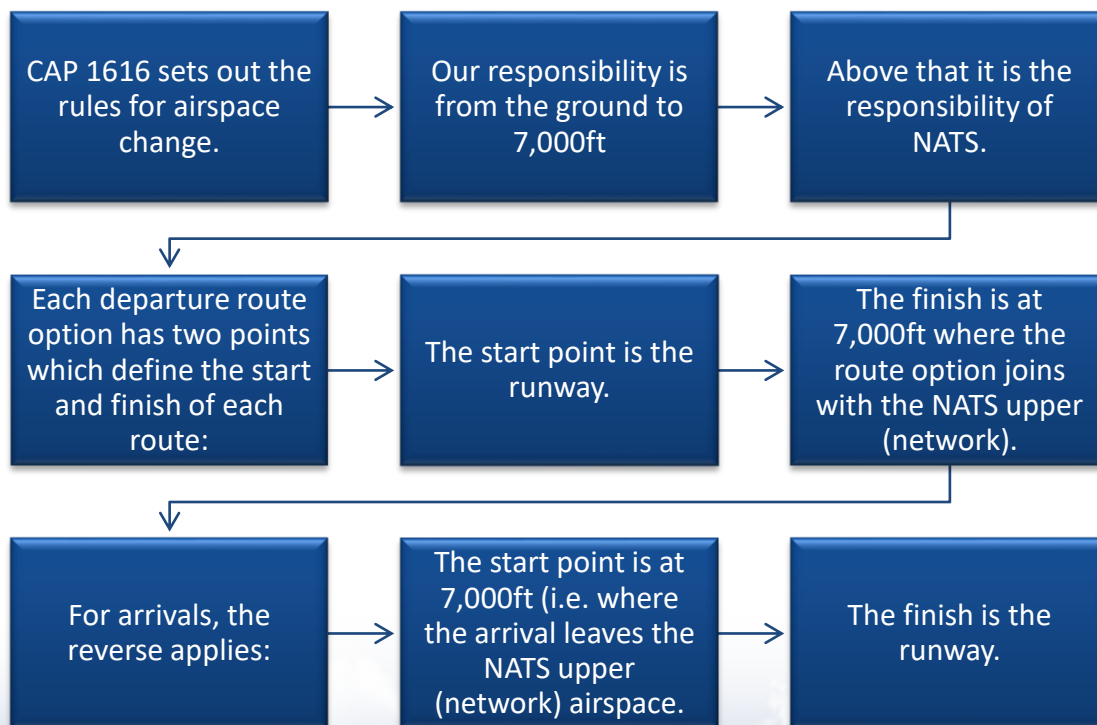 CAP 1616 sets out the
rules for airspace
change.
Our responsibility is
from the ground to
7,000ft
Above that it is the
responsibility of
NATS.
Each departure route
option has two points
which define the start
and finish of each
route:
The start point is the
runway.
The finish is at
7,000ft where the
route option joins
with the NATS upper
(network).
For arrivals, the
reverse applies:
The start point is at
7,000ft (i.e. where
the arrival leaves the
NATS upper
(network) airspace.
The finish is the
runway.